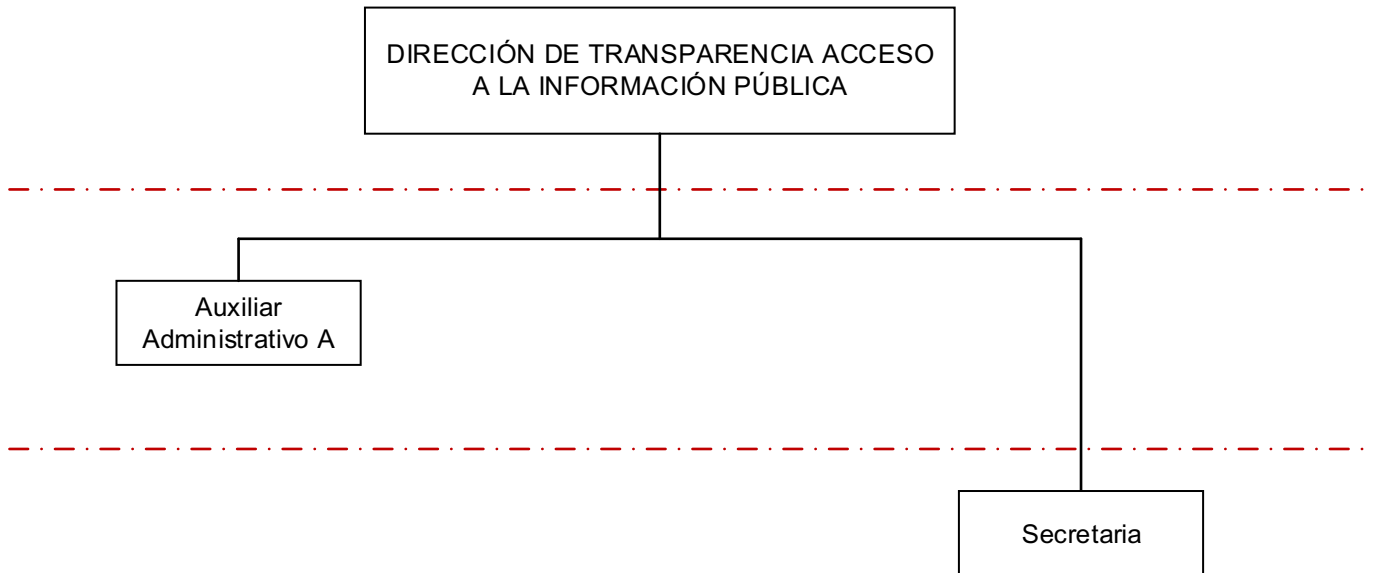 DIRECCIÓN DE TRANSPARENCIA ACCESO
A LA INFORMACIÓN PÚBLICA
Auxiliar
Administrativo A
Secretaria